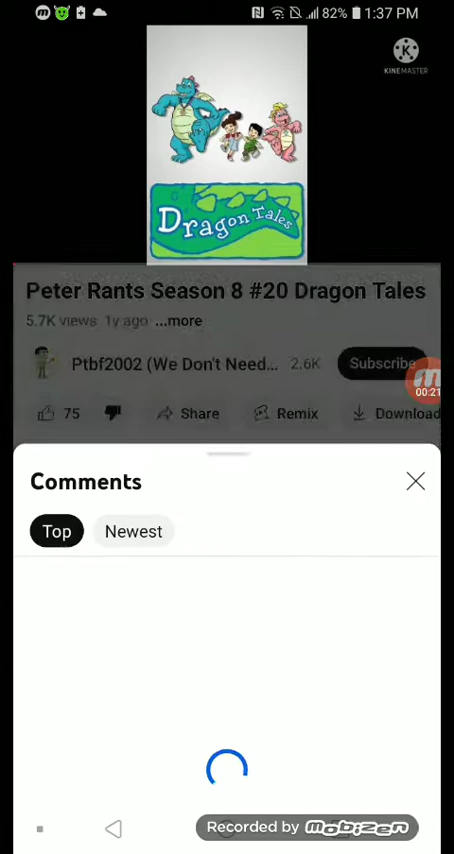 82% 1:37 PM
KINEMASTER
Dragon Tales
Peter Rants Season 8 #20 Dragon Tales
5.7K views 1y ago ...more
Ptbf2002 (We Don't Need... 2.6K Subscribe
75 Share Remix Download
00:21
Comments
Top Newest
Recorded by mobizen